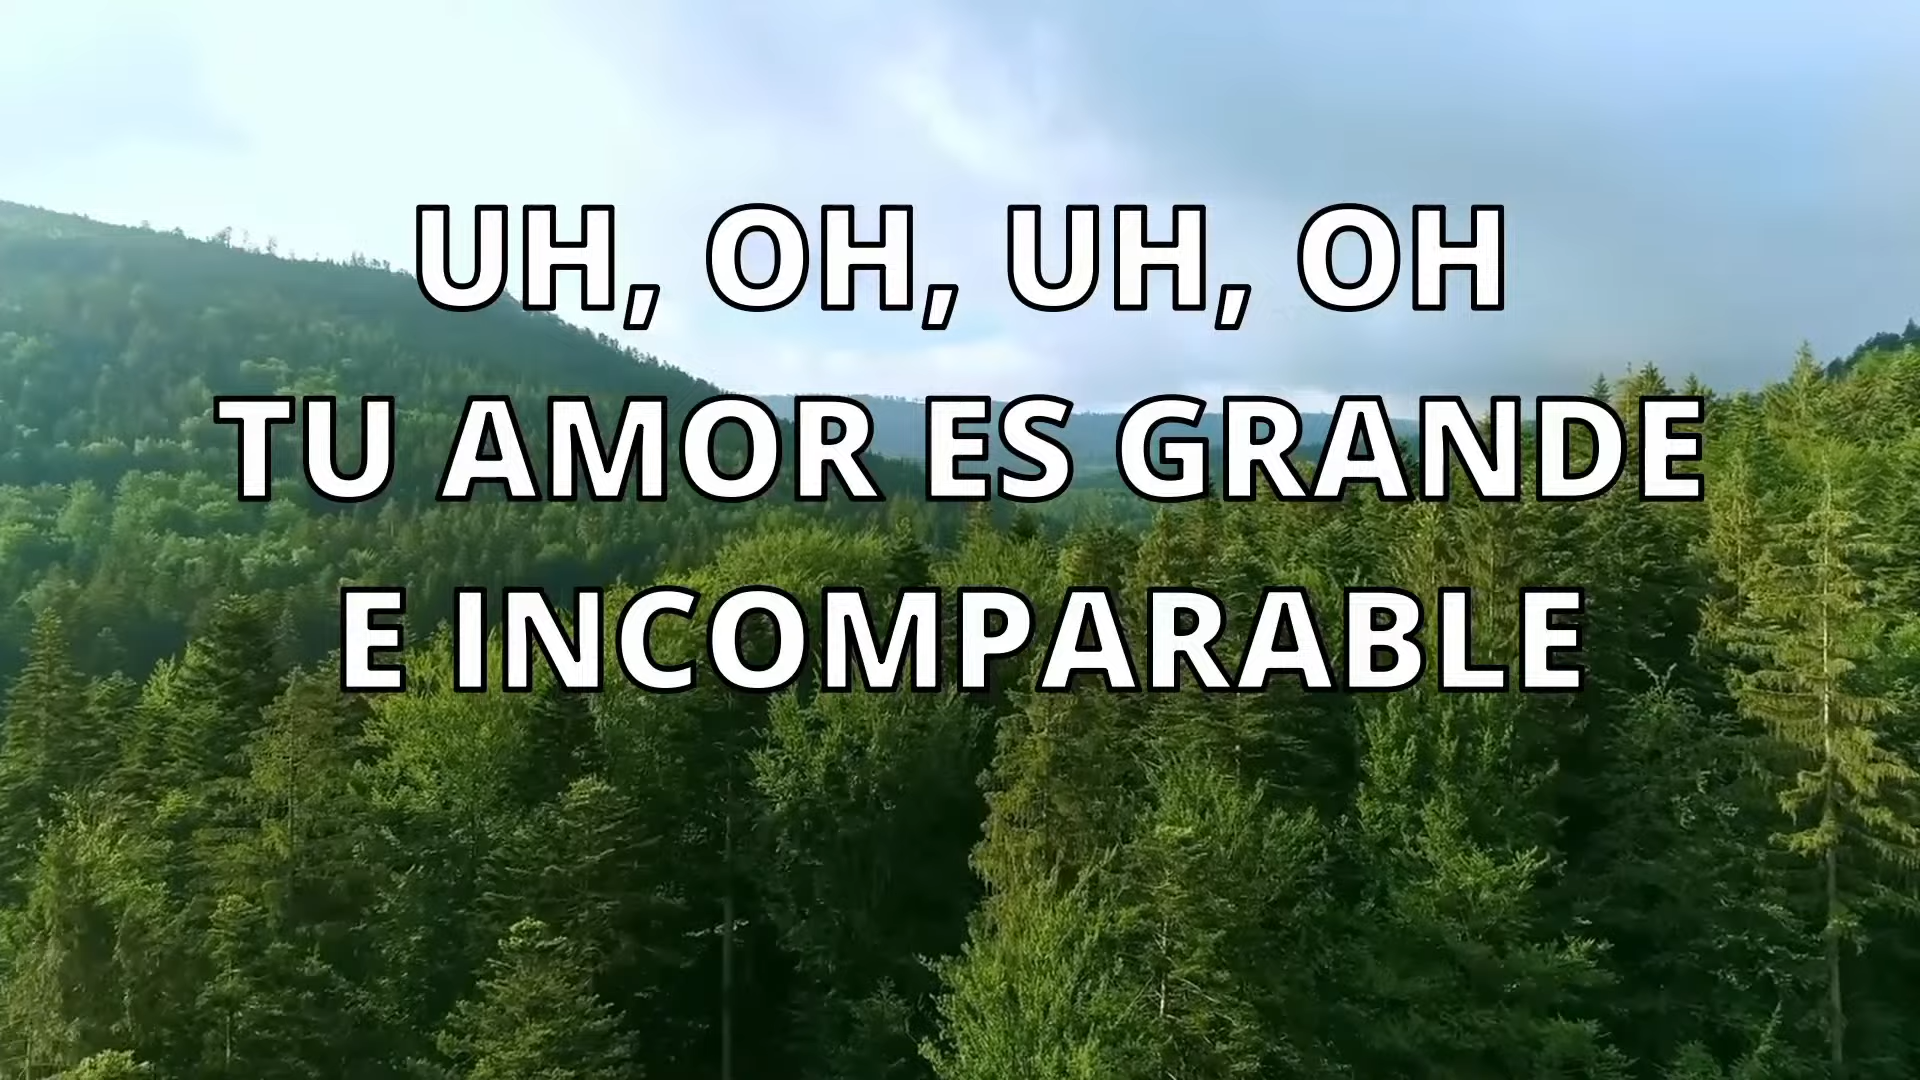 UH, OH, UH, OH
TU AMOR ES GRANDE
E INCOMPARABLE